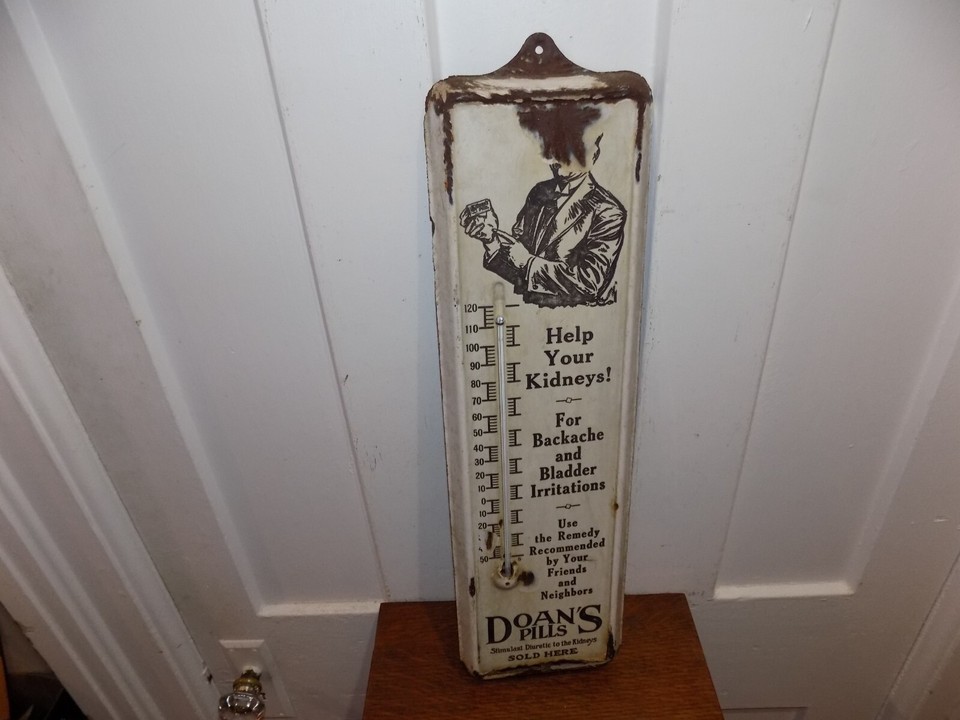 120
110
100
90
80
70
60
50
40
30
20
10
0
10
20
50
Help
Your
Kidneys!
For
Backache
and
Bladder
Irritations
Use
the Remedy
Recommended
by Your
Friends
and
Neighbors
DOAN'S
PILLS
Stimulant Diuretic to the Kidneys
SOLD HERE